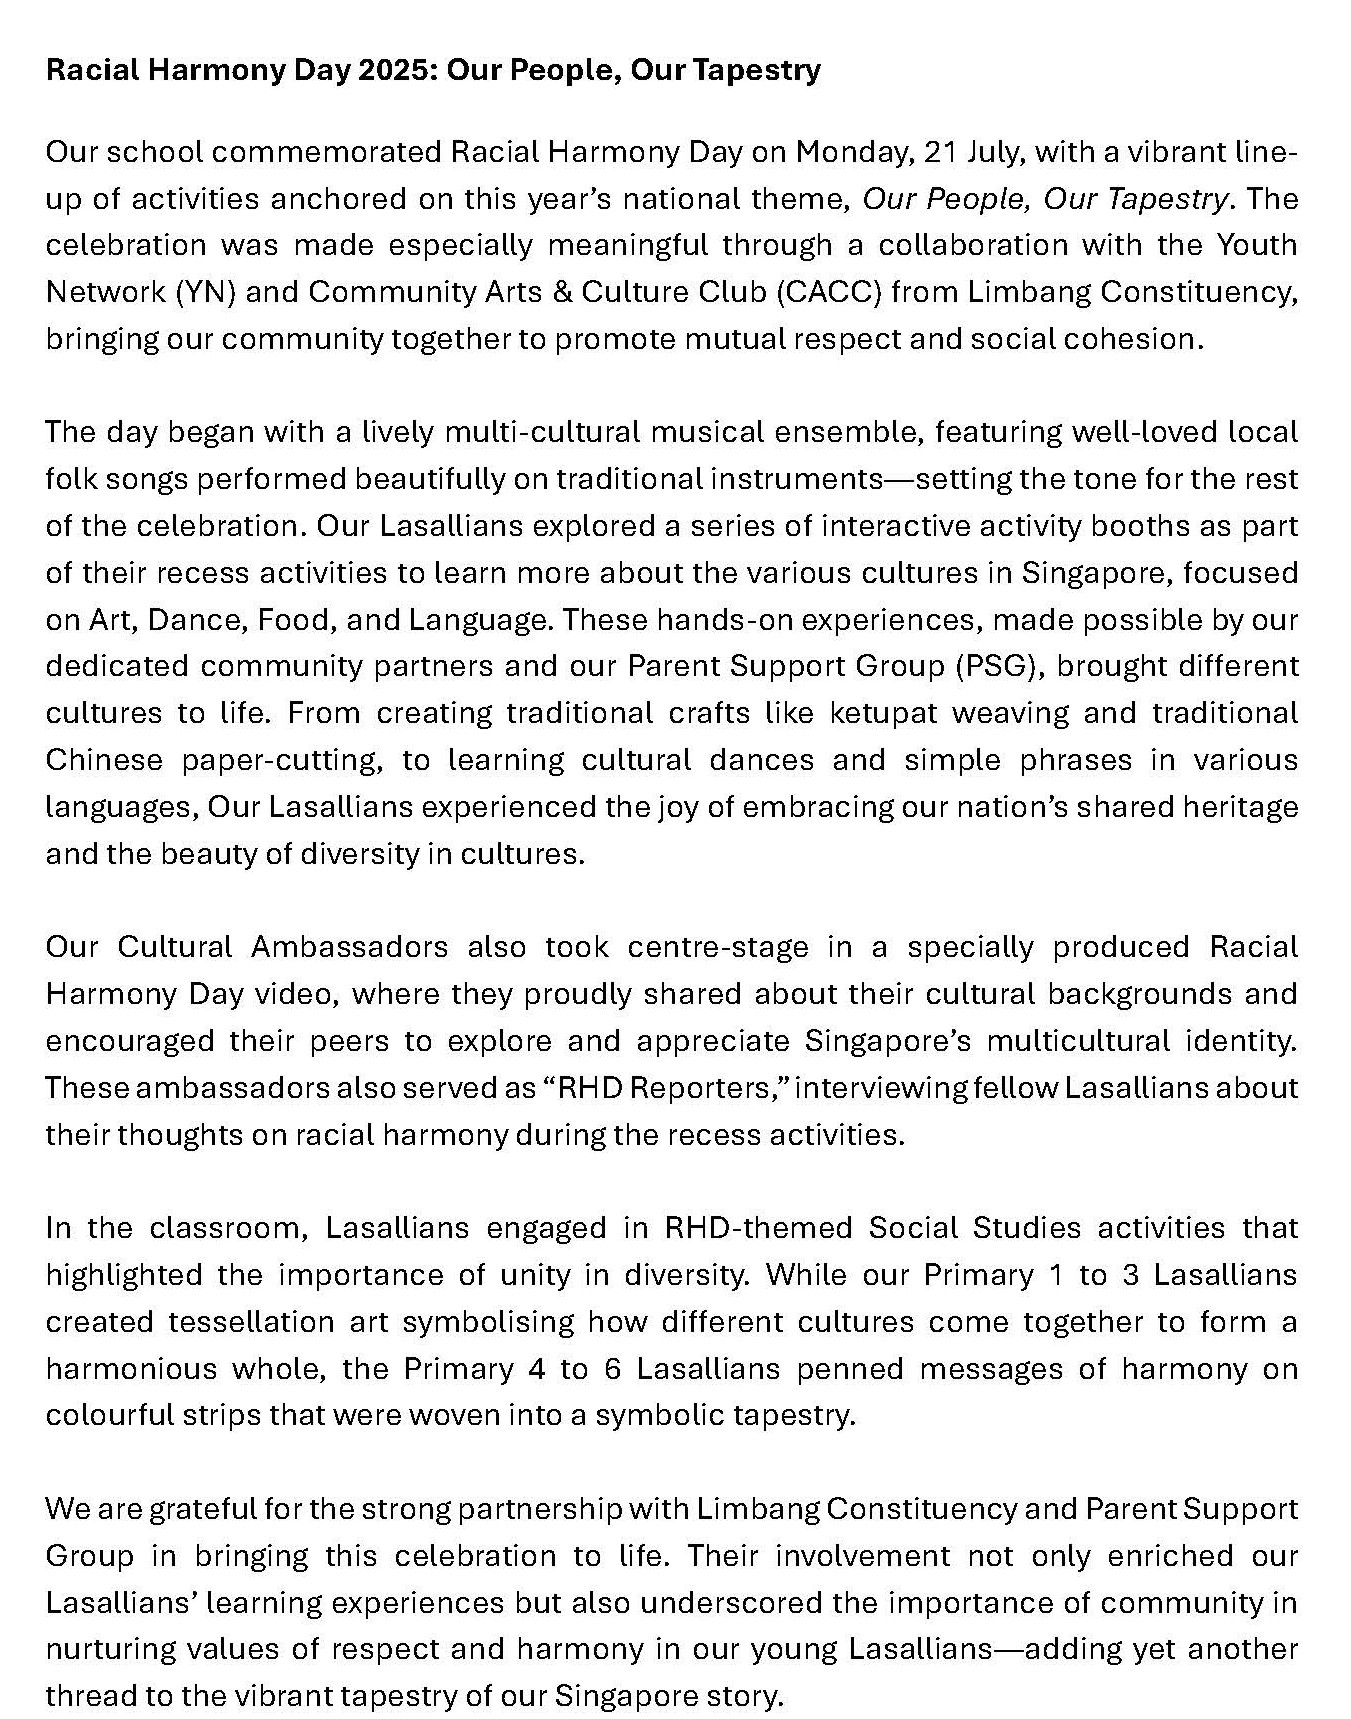 Racial Harmony Day 2025: Our People, Our Tapestry
Our school commemorated Racial Harmony Day on Monday, 21 July, with a vibrant line-
up of activities anchored on this year’s national theme, Our People, Our Tapestry. The
celebration was made especially meaningful through a collaboration with the Youth
Network (YN) and Community Arts & Culture Club (CACC) from Limbang Constituency,
bringing our community together to promote mutual respect and social cohesion.
The day began with a lively multi-cultural musical ensemble, featuring well-loved local
folk songs performed beautifully on traditional instruments—setting the tone for the rest
of the celebration. Our Lasallians explored a series of interactive activity booths as part
of their recess activities to learn more about the various cultures in Singapore, focused
on Art, Dance, Food, and Language. These hands-on experiences, made possible by our
dedicated community partners and our Parent Support Group (PSG), brought different
cultures to life. From creating traditional crafts like ketupat weaving and traditional
Chinese paper-cutting, to learning cultural dances and simple phrases in various
languages, Our Lasallians experienced the joy of embracing our nation’s shared heritage
and the beauty of diversity in cultures.
Our Cultural Ambassadors also took centre-stage in a specially produced Racial
Harmony Day video, where they proudly shared about their cultural backgrounds and
encouraged their peers to explore and appreciate Singapore’s multicultural identity.
These ambassadors also served as “RHD Reporters,” interviewing fellow Lasallians about
their thoughts on racial harmony during the recess activities.
In the classroom, Lasallians engaged in RHD-themed Social Studies activities that
highlighted the importance of unity in diversity. While our Primary 1 to 3 Lasallians
created tessellation art symbolising how different cultures come together to form a
harmonious whole, the Primary 4 to 6 Lasallians penned messages of harmony on
colourful strips that were woven into a symbolic tapestry.
We are grateful for the strong partnership with Limbang Constituency and Parent Support
Group in bringing this celebration to life. Their involvement not only enriched our
Lasallians’ learning experiences but also underscored the importance of community in
nurturing values of respect and harmony in our young Lasallians—adding yet another
thread to the vibrant tapestry of our Singapore story.